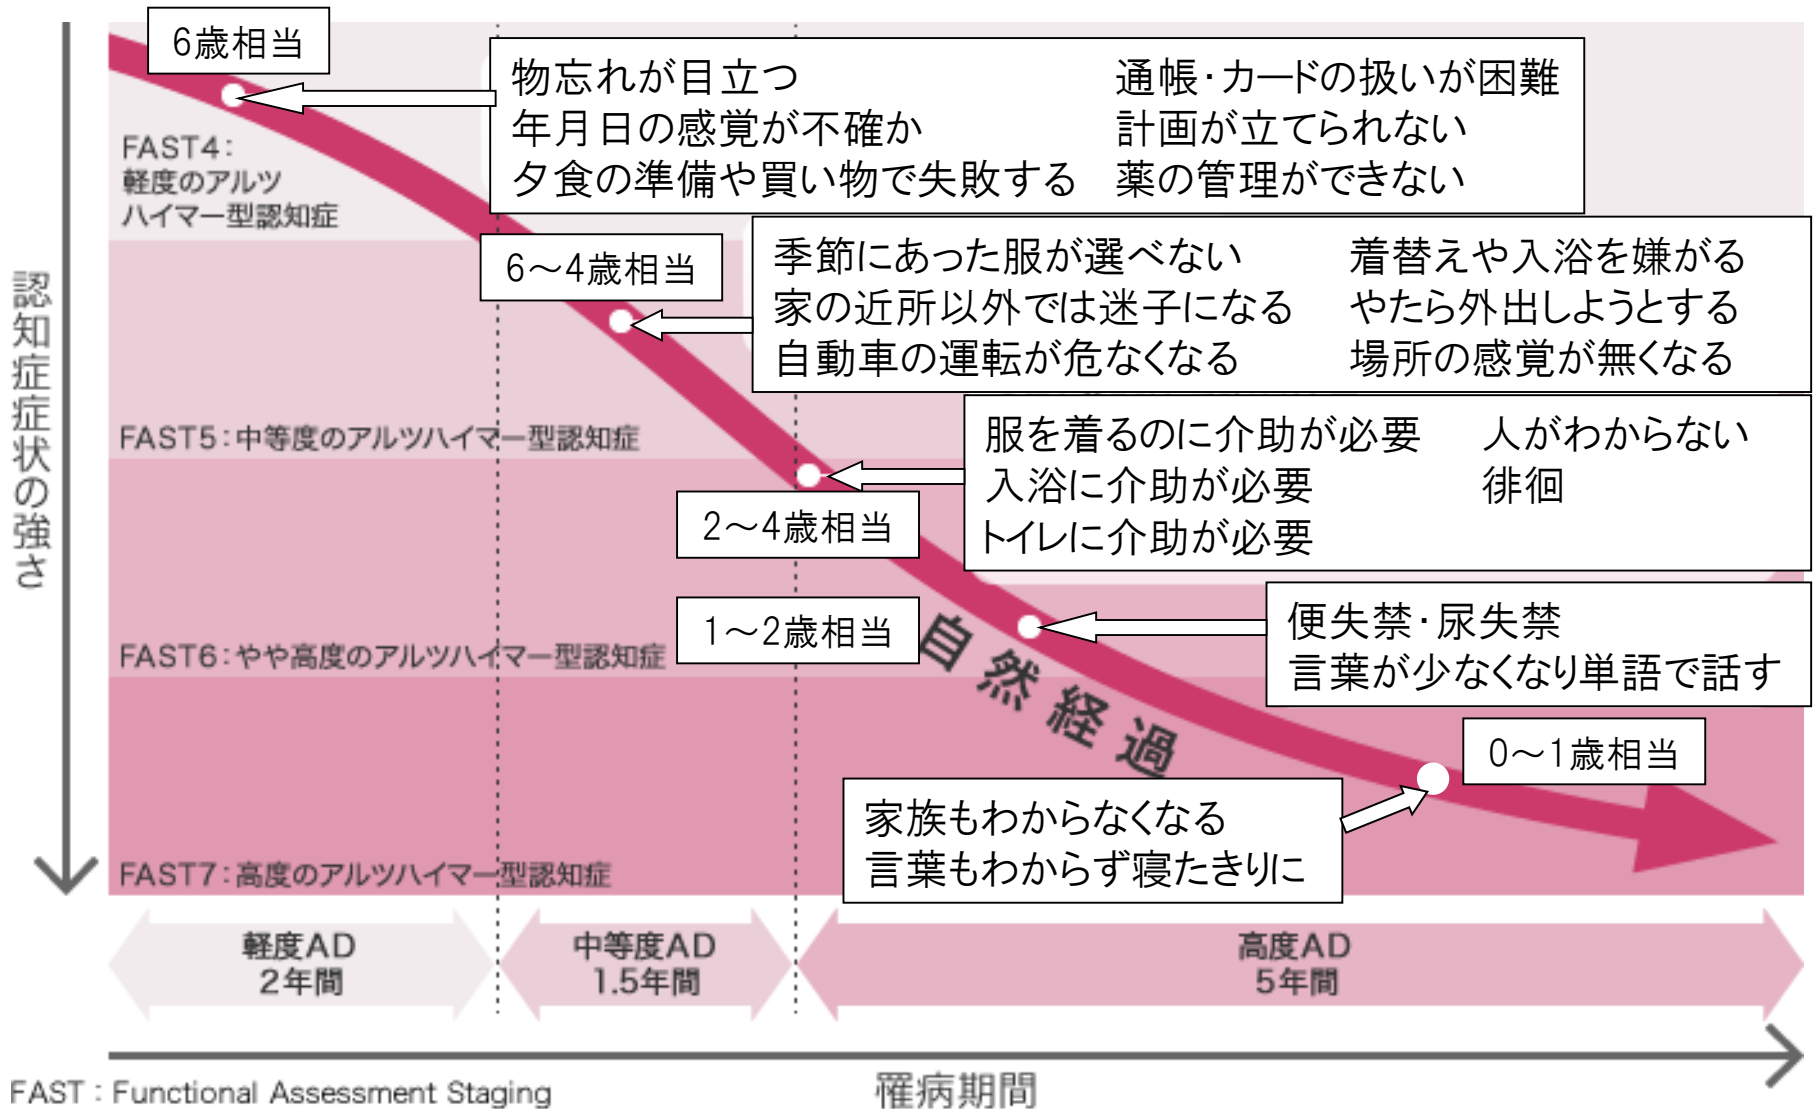 6歳相当
物忘れが目立つ 通帳・カードの扱いが困難
年月日の感覚が不確か 計画が立てられない
夕食の準備や買い物で失敗する 薬の管理ができない
FAST4：
軽度のアルツ
ハイマー型認知症
6～4歳相当
季節にあった服が選べない 着替えや入浴を嫌がる
家の近所以外では迷子になる やたら外出しようとする
自動車の運転が危なくなる 場所の感覚が無くなる
認知症症状の強さ
FAST5：中等度のアルツハイマー型認知症
服を着るのに介助が必要 人がわからない
入浴に介助が必要 徘徊
トイレに介助が必要
2～4歳相当
1～2歳相当
便失禁・尿失禁
言葉が少なくなり単語で話す
FAST6：やや高度のアルツハイマー型認知症
自然経過
0～1歳相当
家族もわからなくなる
言葉もわからず寝たきりに
FAST7：高度のアルツハイマー型認知症
軽度AD
2年間
中等度AD
1.5年間
高度AD
5年間
FAST：Functional Assessment Staging
罹病期間